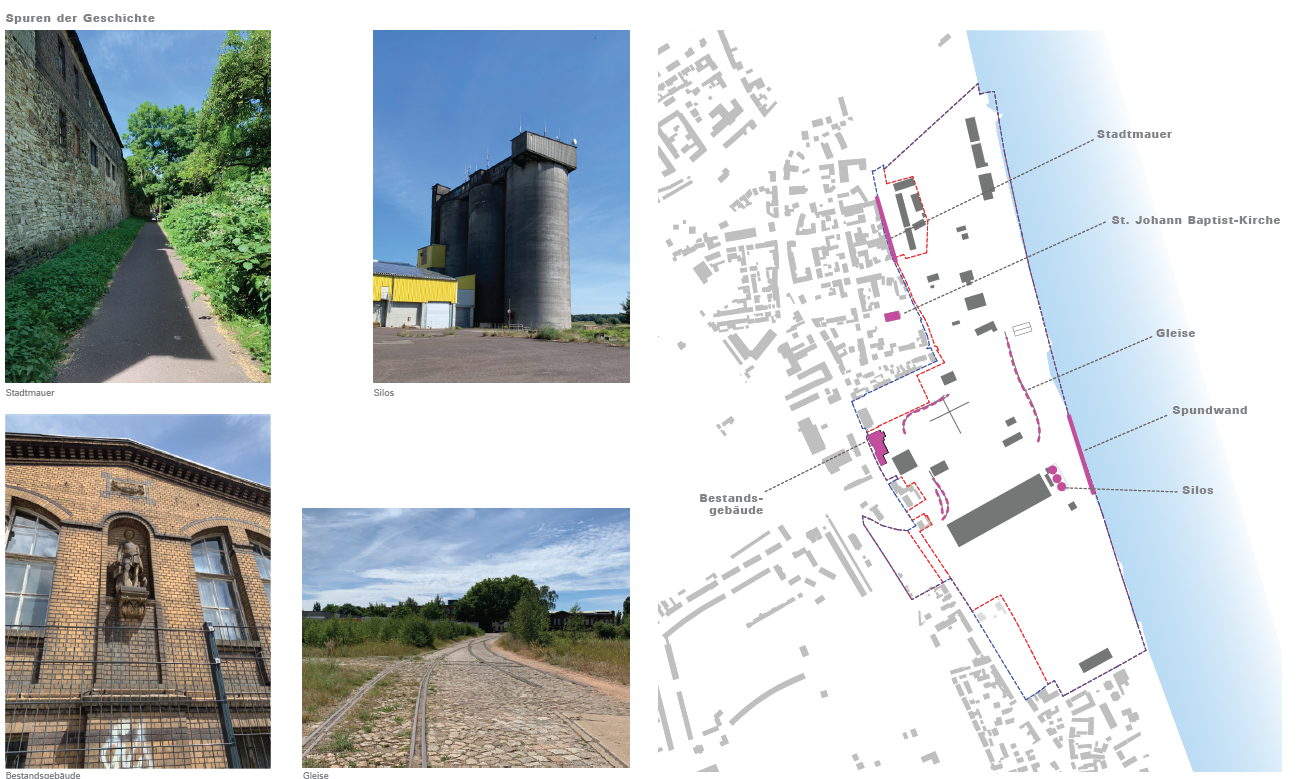 Spuren der Geschichte
Stadtmauer
Silos
Bestandsgebäude
Gleise
Stadtmauer
St. Johann Baptist-Kirche
Gleise
Spundwand
Silos
Bestands-
gebäude